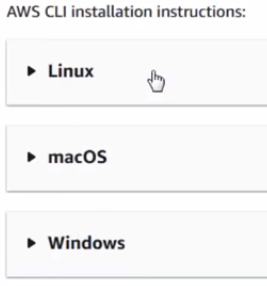 AWS CLI installation instructions:
Linux
macOS
Windows